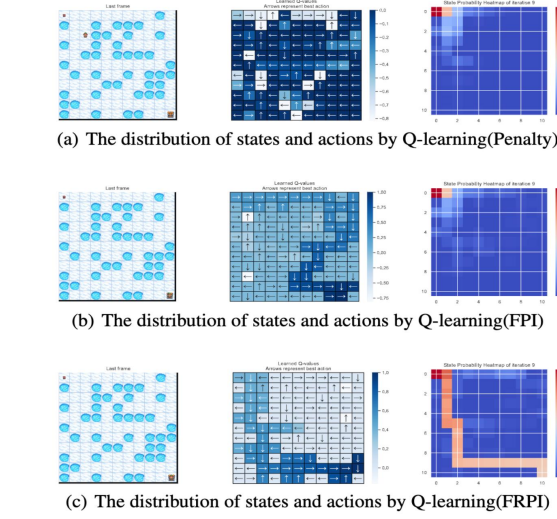 Last frame
Learned Q-values
Arrows represent best action
State Probability Heatmap of iteration 9
(a) The distribution of states and actions by Q-learning(Penalty)
Last frame
Learned Q-values
Arrows represent best action
State Probability Heatmap of iteration 9
(b) The distribution of states and actions by Q-learning(FPI)
Last frame
Learned Q-values
Arrows represent best action
State Probability Heatmap of iteration 9
(c) The distribution of states and actions by Q-learning(FRPI)